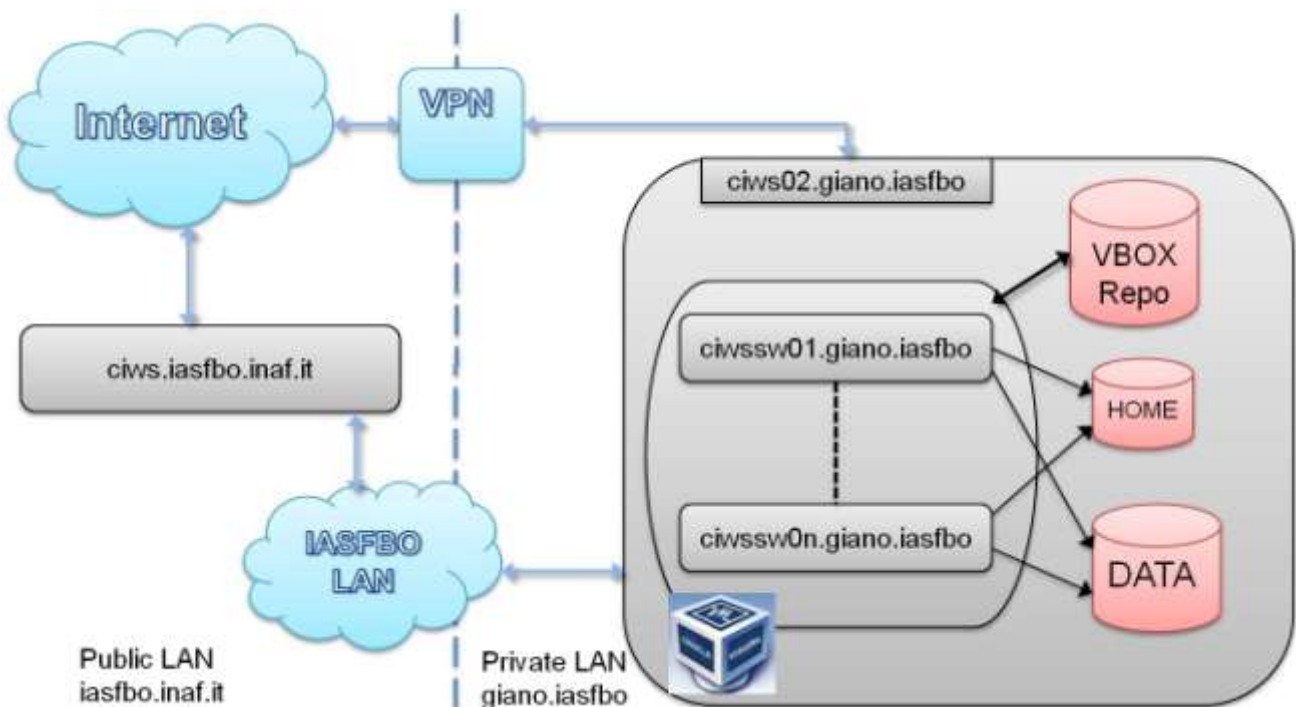 Internet
VPN
ciws02.giano.iasfbo
VBOX
Repo
ciws.iasfbo.inaf.it
ciwssw01.giano.iasfbo
HOME
IASFBO
LAN
ciwssw0n.giano.iasfbo
DATA
Public LAN
iasfbo.inaf.it
Private LAN
giano.iasfbo